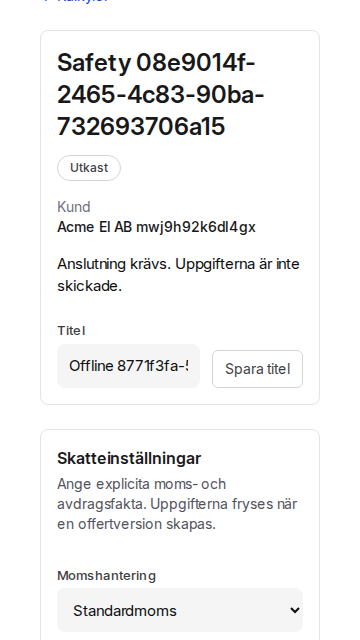 Safety 08e9014f-
2465-4c83-90ba-
732693706a15
Utkast
Kund
Acme El AB mwj9h92k6dl4gx
Anslutning krävs. Uppgifterna är inte
skickade.
Titel
Offline 8771f3fa-
Spara titel
Skatteinställningar
Ange explicita moms- och
avdragsfakta. Uppgifterna fryses när
en offertversion skapas.
Momshantering
Standardmoms